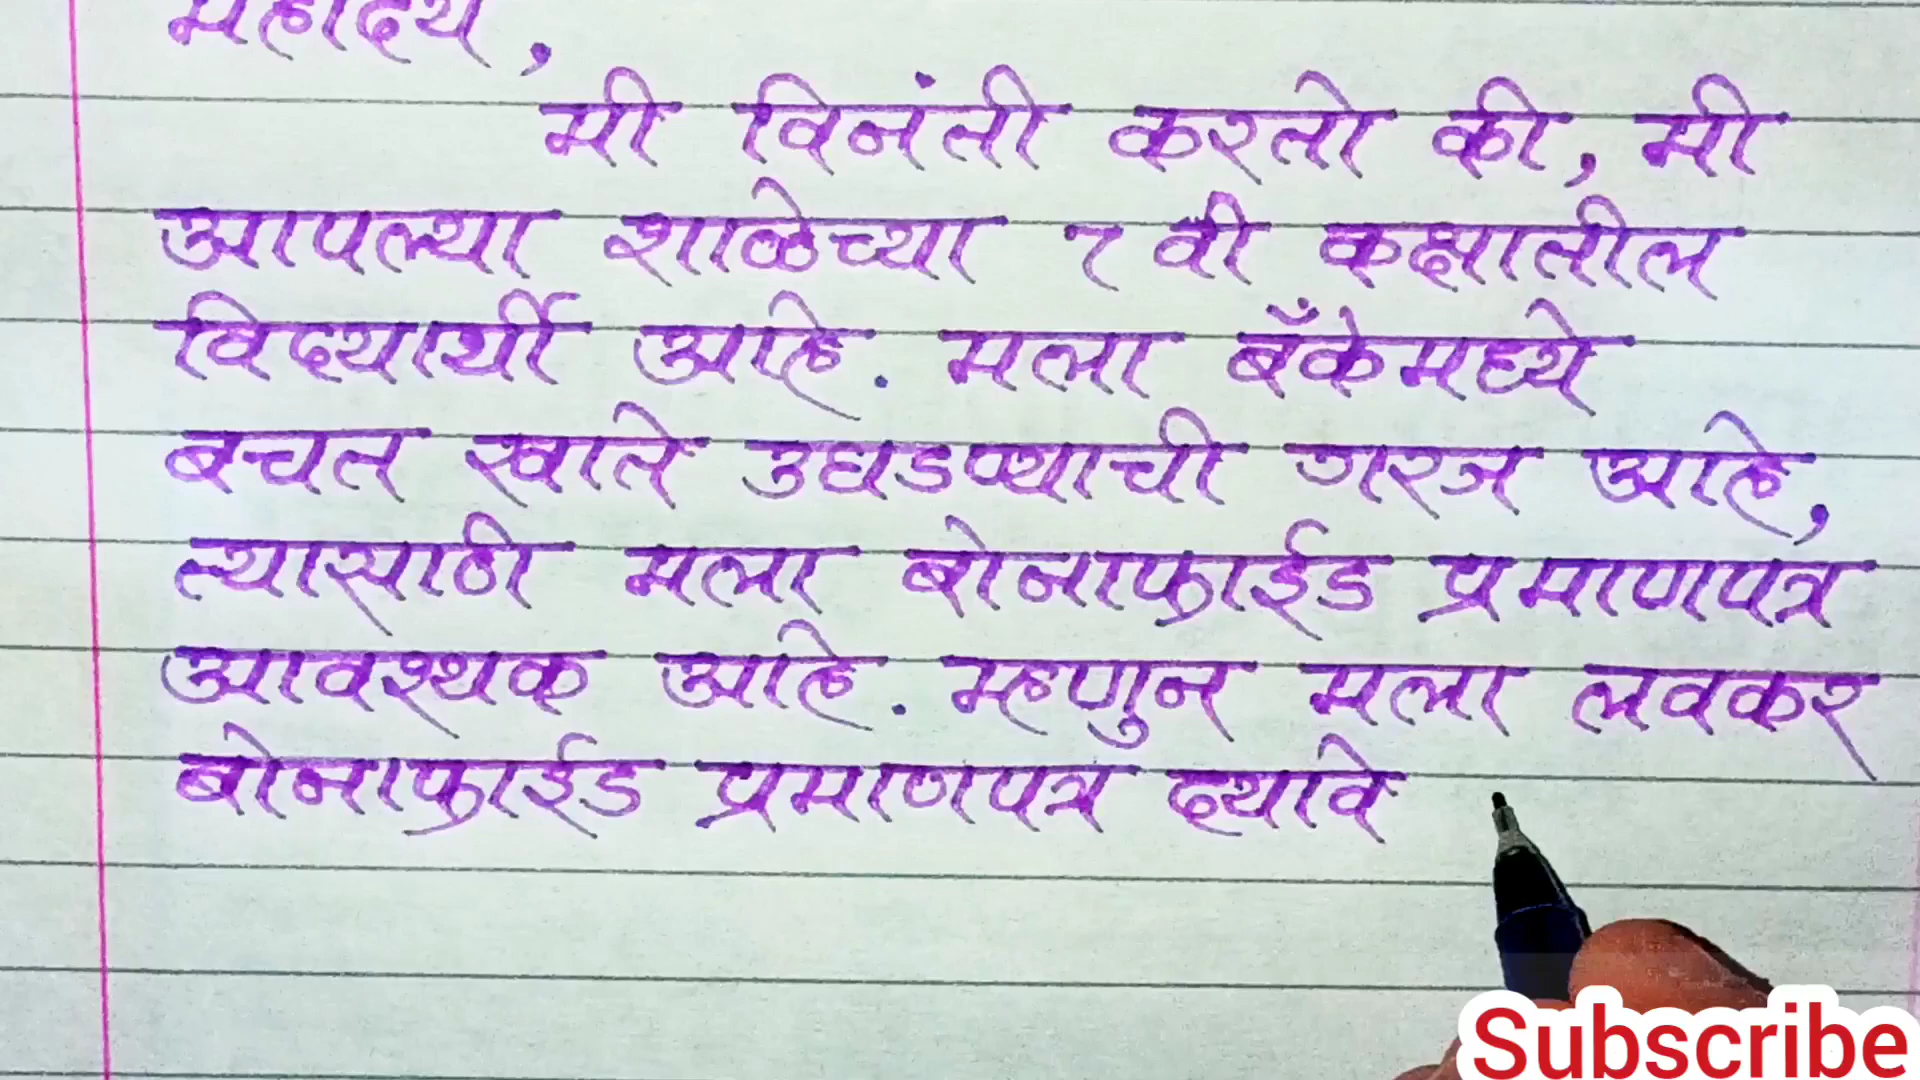 महोदय,
मी विनंती करतो की, मी
आपल्या शाळेच्या ९ वी कक्षातील
विद्यार्थी आहे. मला बँकेमध्ये
बचत खाते उघडण्याची गरज आहे,
त्यासाठी मला बोनाफाईड प्रमाणपत्र
आवश्यक आहे. म्हणुन मला लवकर
बोनाफाईड प्रमाणपत्र द्यावे
Subscribe